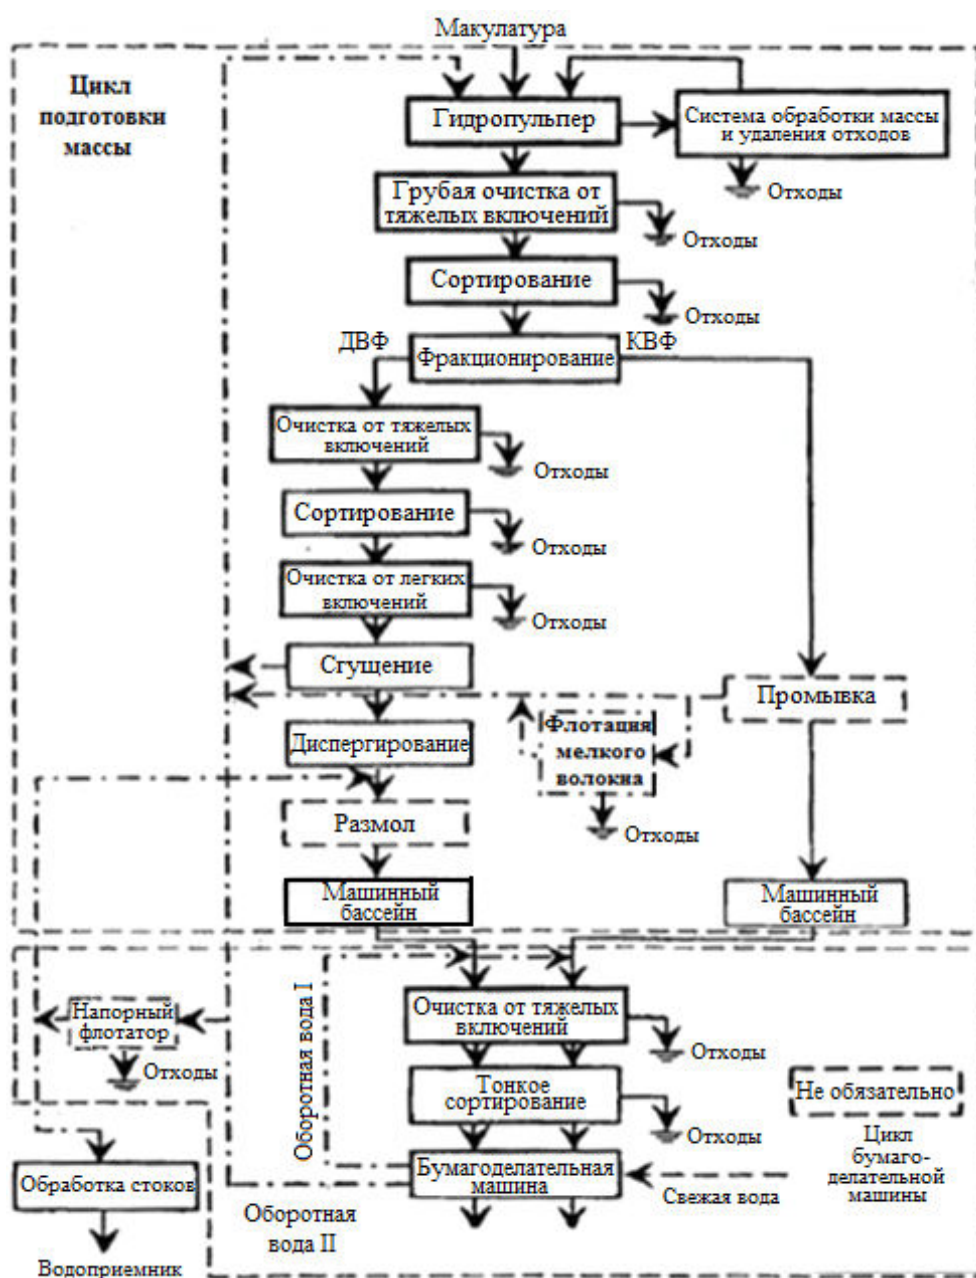 Макулатура
Цикл
подготовки
массы
Гидропульпер
Система обработки массы
и удаления отходов
Отходы
Грубая очистка от
тяжелых включений
Отходы
Сортирование
Отходы
ДВФ
КВФ
Фракционирование
Очистка от тяжелых
включений
Отходы
Сортирование
Отходы
Очистка от легких
включений
Отходы
Сгущение
Промывка
Флотация
мелкого
волокна
Диспергирование
Отходы
Размол
Машинный
бассейн
Машинный
бассейн
Оборотная вода I
Очистка от тяжелых
включений
Напорный
флотатор
Отходы
Отходы
Тонкое
сортирование
Не обязательно
Отходы
Цикл
бумаго-
делательной
машины
Бумагоделательная
машина
Свежая вода
Обработка стоков
Оборотная
вода II
Водоприемник